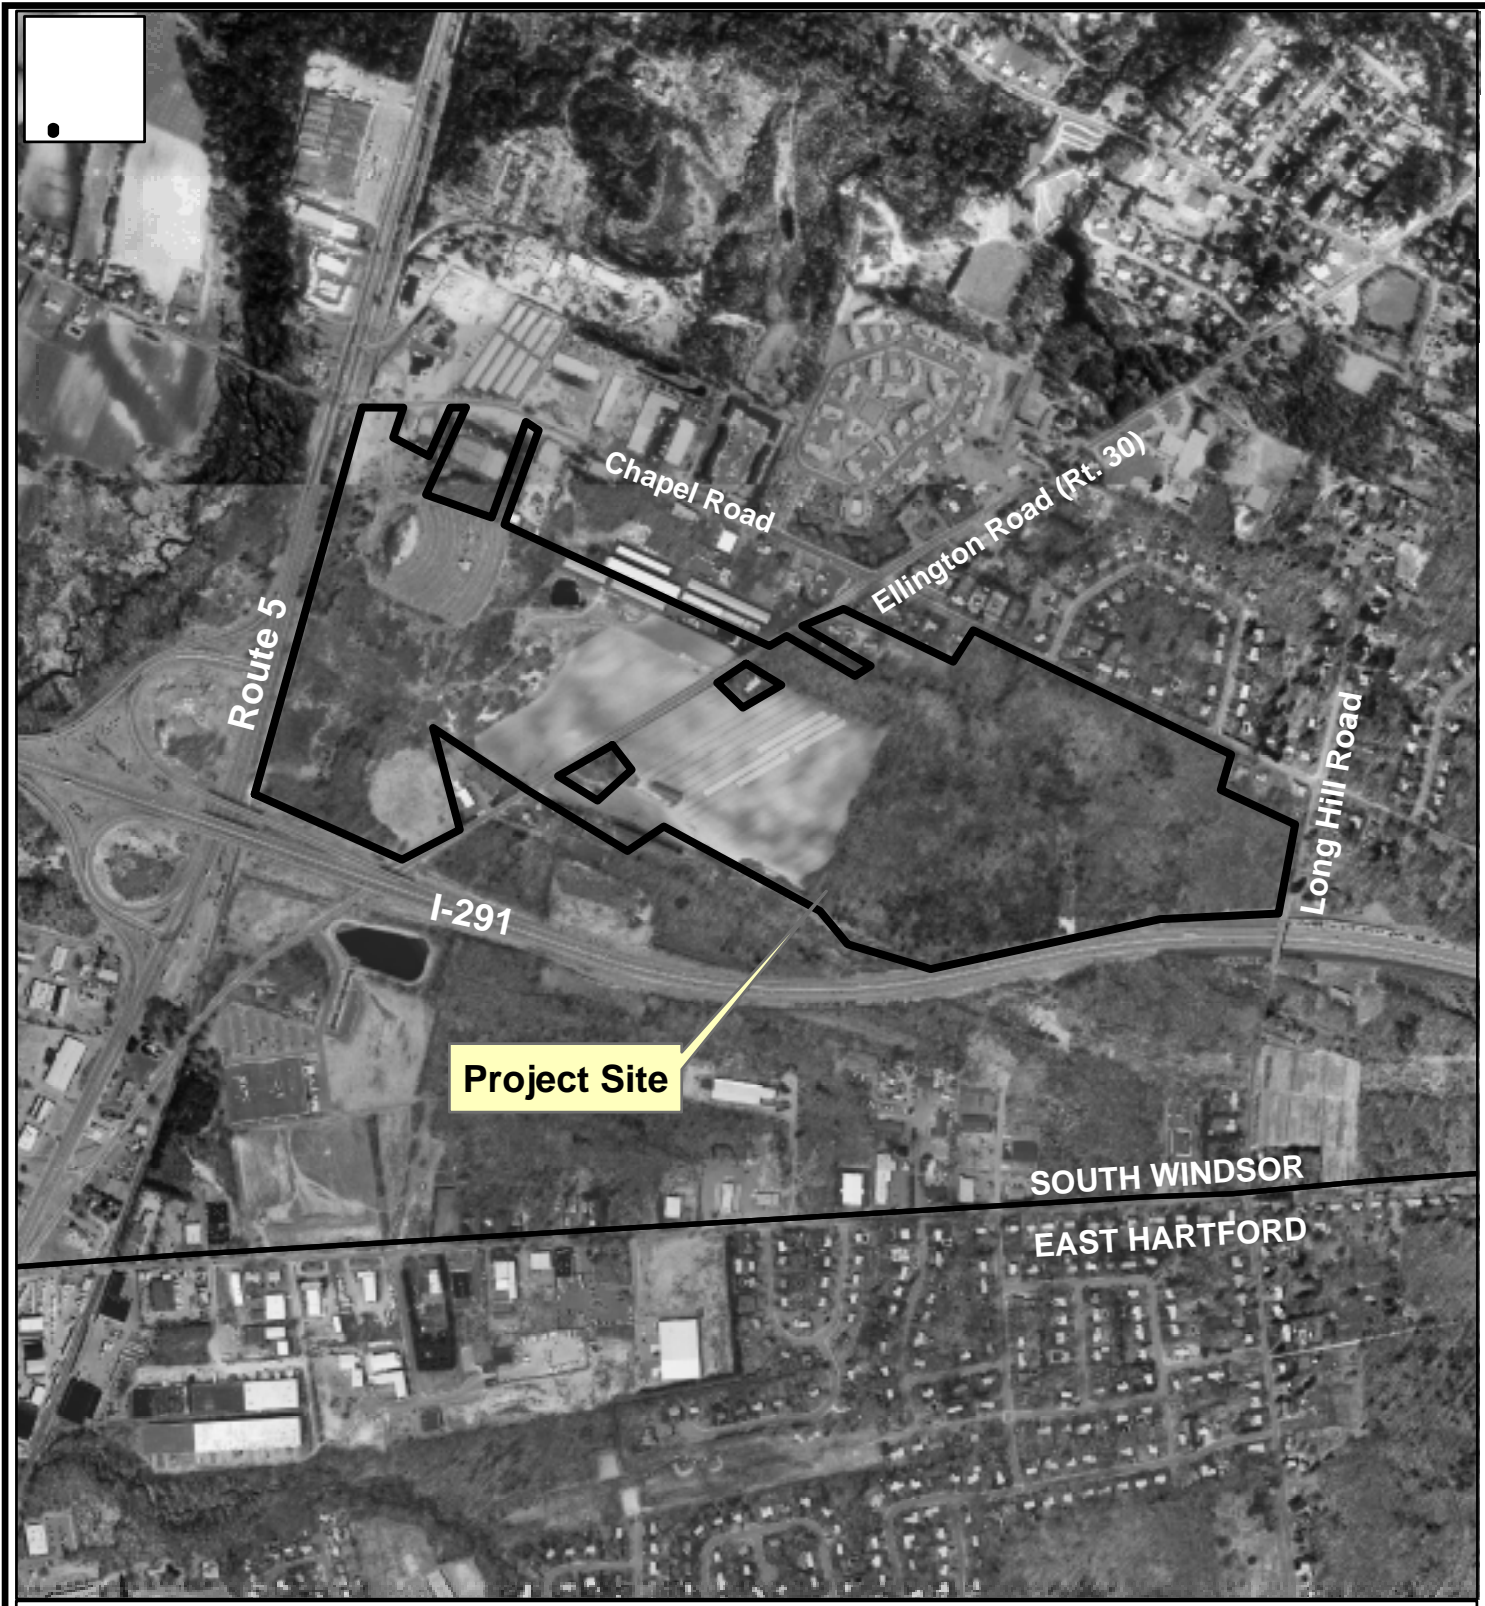 Chapel Road
Ellington Road (Rt. 30)
Route 5
Long Hill Road
I-291
Project Site
SOUTH WINDSOR
EAST HARTFORD